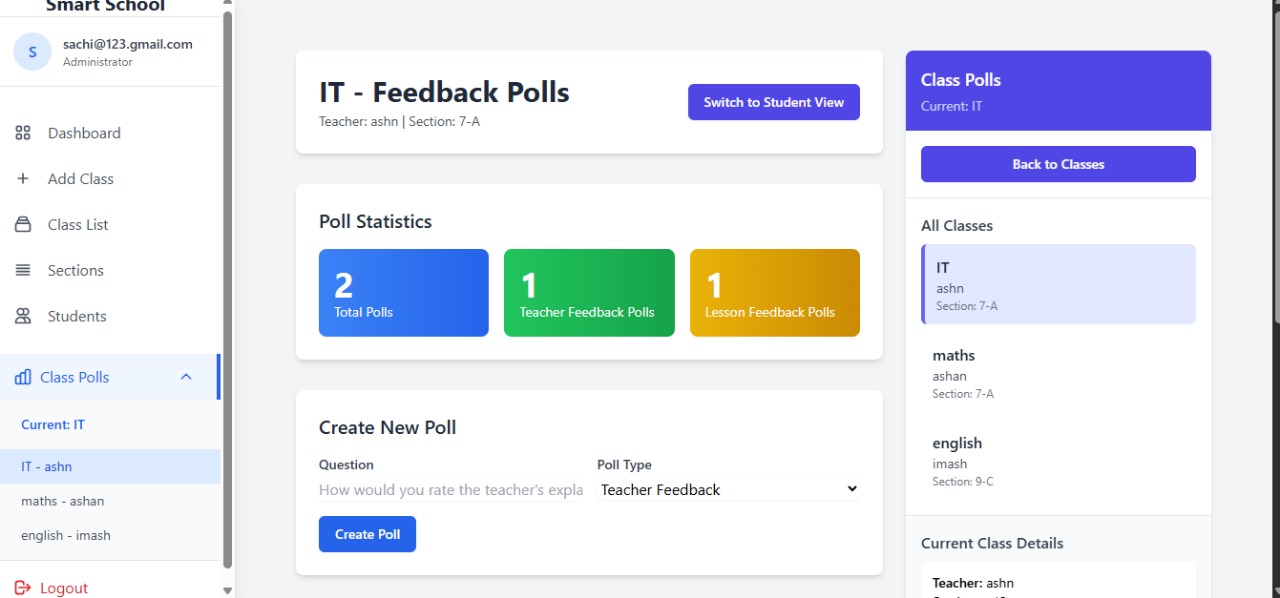 Smart School
S
sachi@123.gmail.com
Administrator
Dashboard
Add Class
Class List
Sections
Students
Class Polls
Current: IT
IT - ashn
maths - ashan
english - imash
Logout
IT - Feedback Polls
Teacher: ashn | Section: 7-A
Switch to Student View
Poll Statistics
2
Total Polls
1
Teacher Feedback Polls
1
Lesson Feedback Polls
Create New Poll
Question
Poll Type
How would you rate the teacher's expla
Teacher Feedback
Create Poll
Class Polls
Current: IT
Back to Classes
All Classes
IT
ashn
Section: 7-A
maths
ashan
Section: 7-A
english
imash
Section: 9-C
Current Class Details
Teacher: ashn